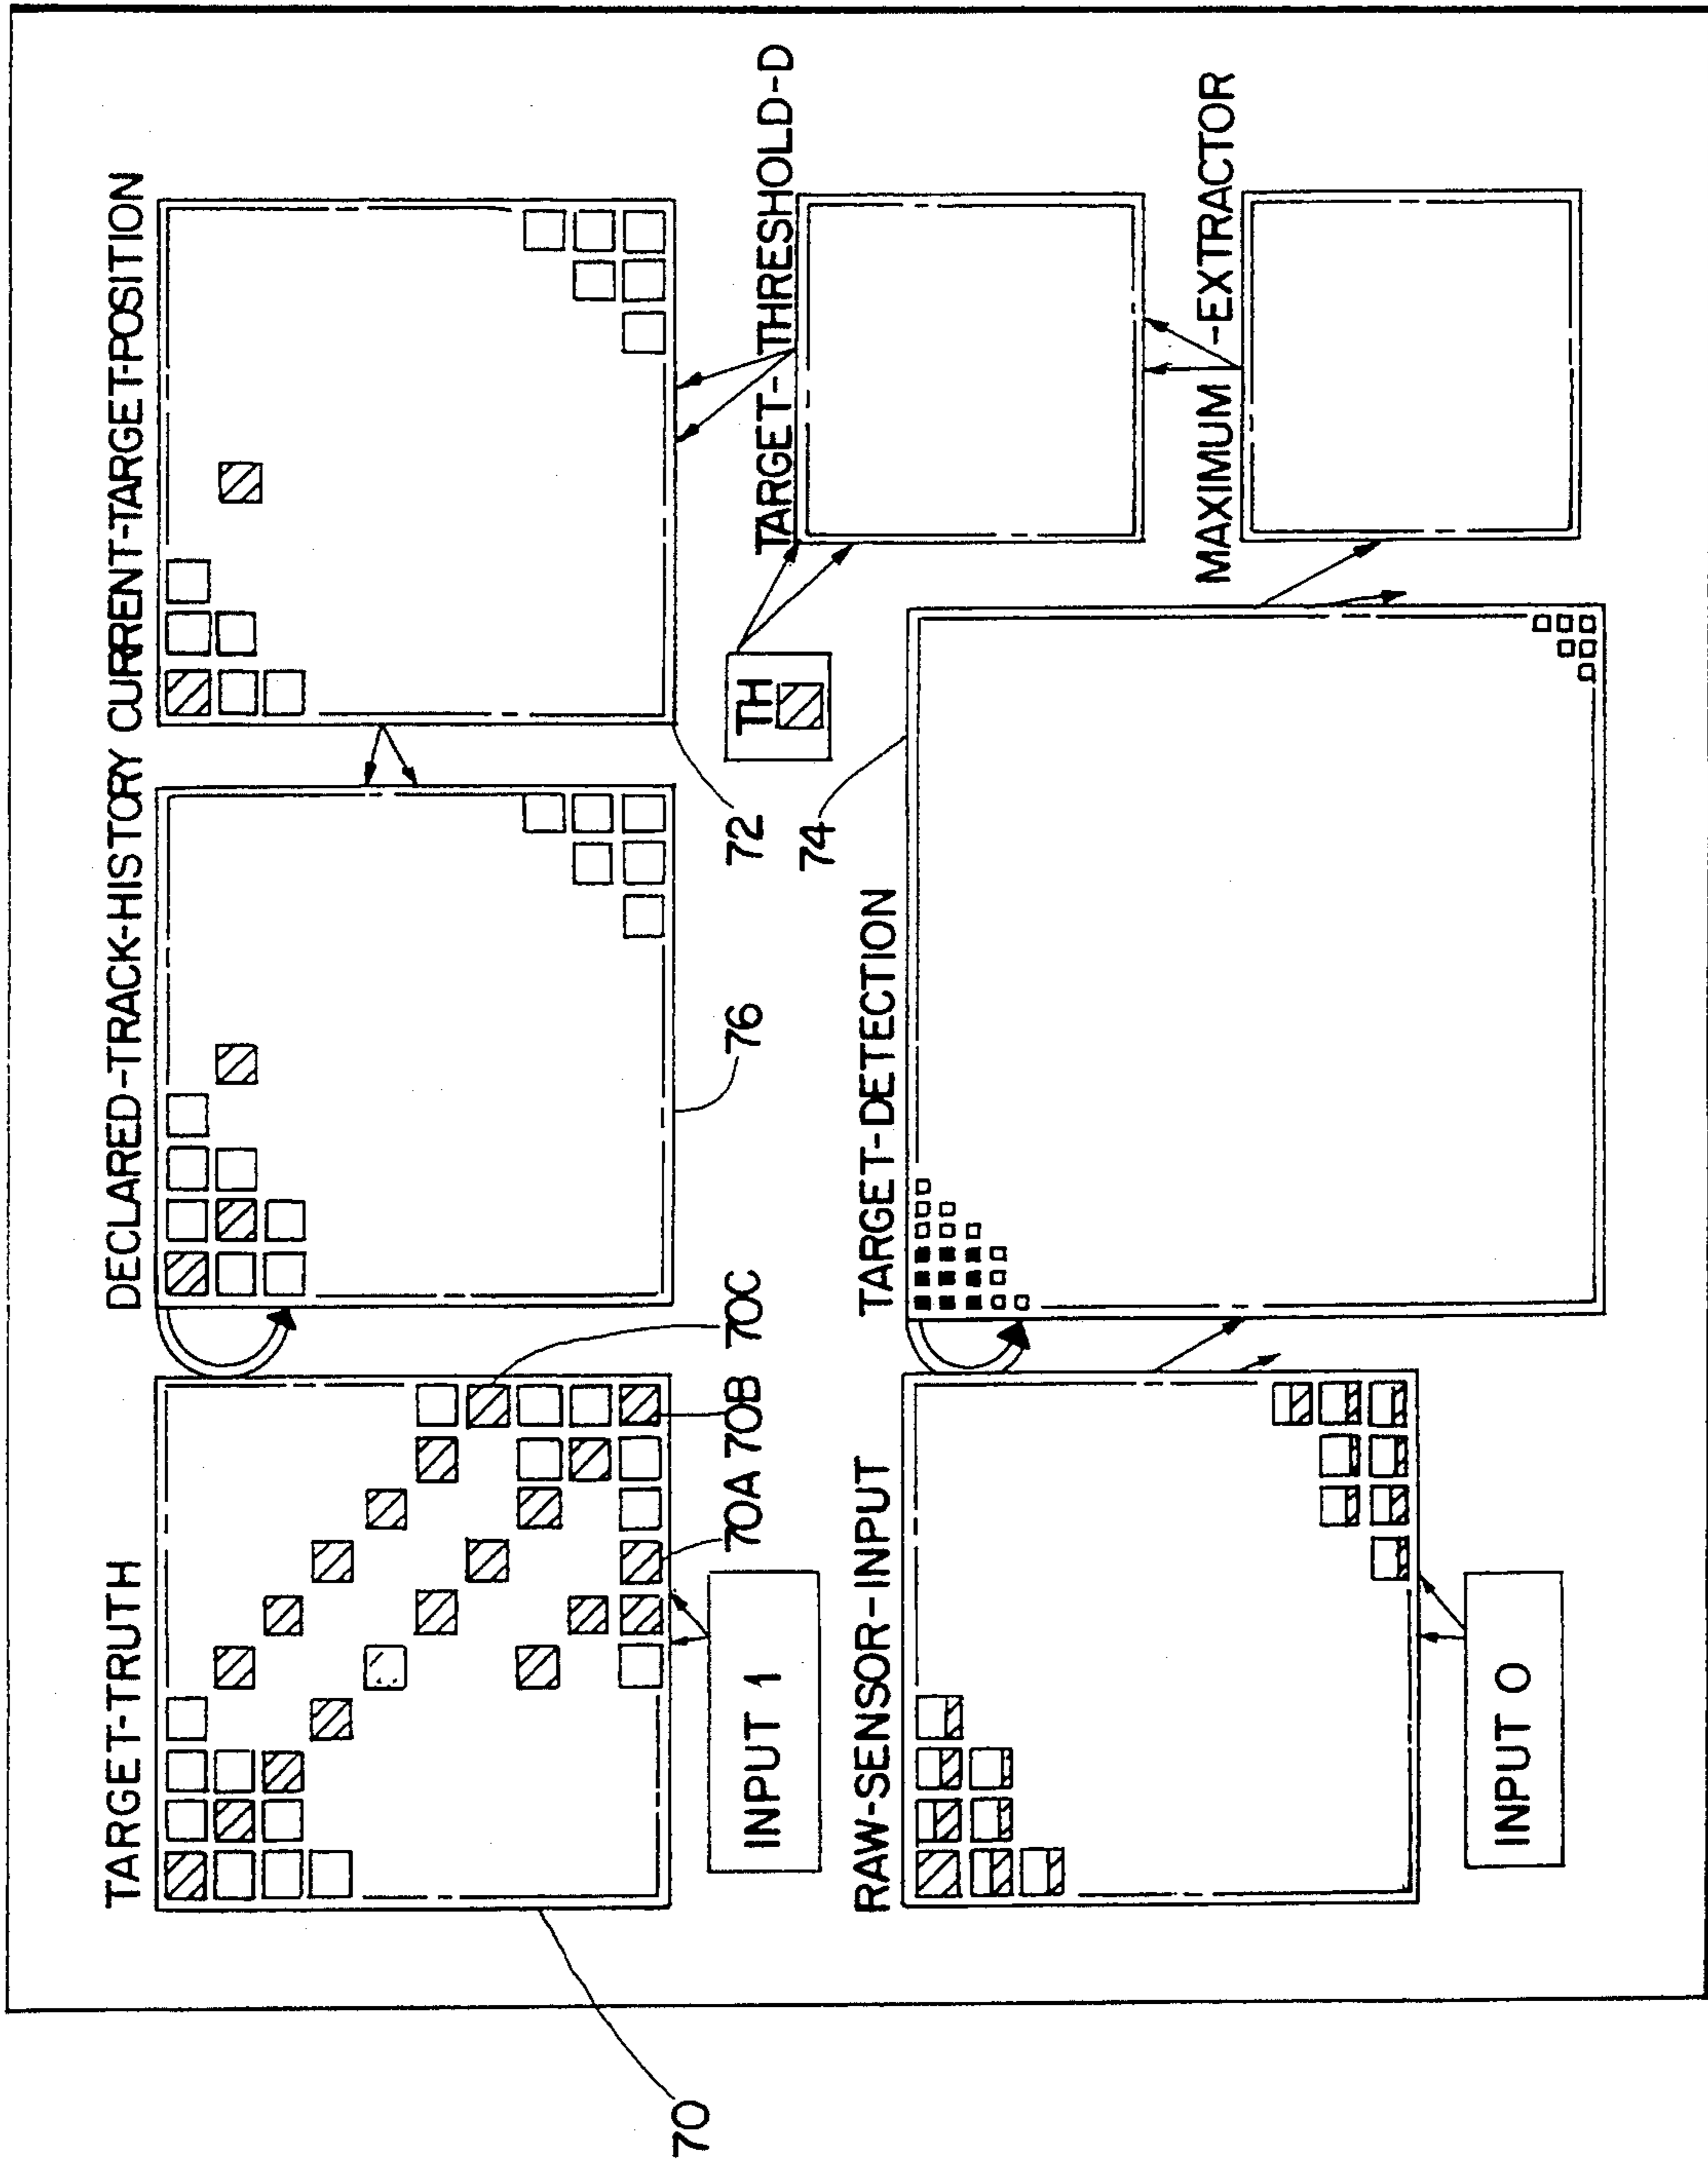 TARGET-TRUTH
DECLARED-TRACK-HISTORY
CURRENT-TARGET-POSITION
70
INPUT 1
70A
70B
70C
76
72
TH
TARGET-THRESHOLD-D
74
RAW-SENSOR-INPUT
TARGET-DETECTION
MAXIMUM-EXTRACTOR
INPUT 0